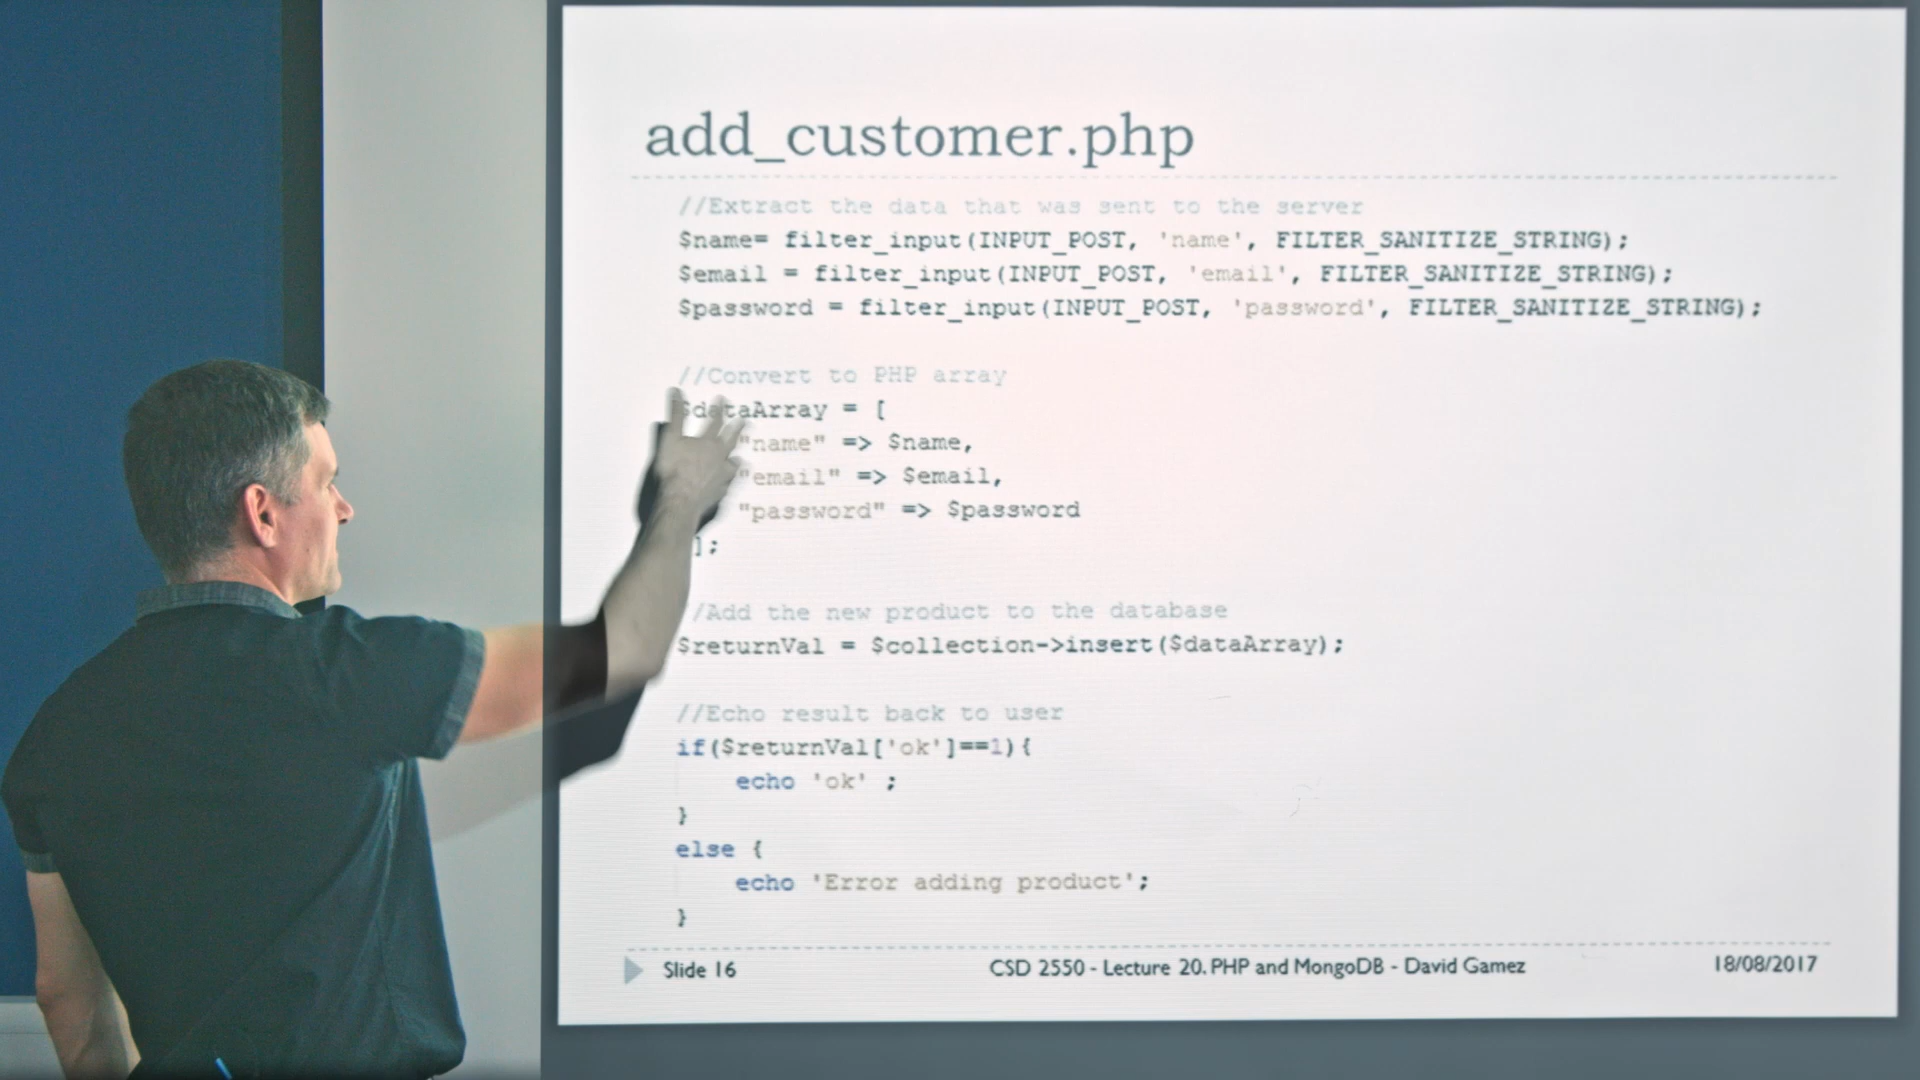 add_customer.php
//Extract the data that was sent to the server
$name= filter_input(INPUT_POST, 'name', FILTER_SANITIZE_STRING);
$email = filter_input(INPUT_POST, 'email', FILTER_SANITIZE_STRING);
$password = filter_input(INPUT_POST, 'password', FILTER_SANITIZE_STRING);
//Convert to PHP array
$dataArray = [
"name" => $name,
"email" => $email,
"password" => $password
];
/Add the new product to the database
$returnVal = $collection->insert($dataArray);
//Echo result back to user
if($returnVal['ok']==1){
echo 'ok' ;
}
else {
echo 'Error adding product';
}
Slide 16 CSD 2550 - Lecture 20. PHP and MongoDB - David Gamez 18/08/2017